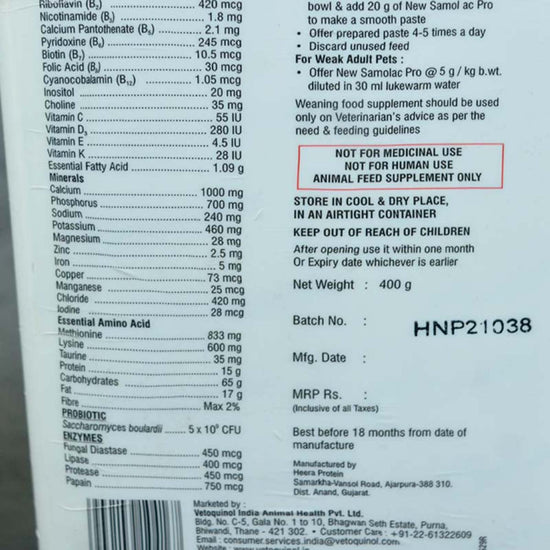 Riboflavin (B₂) ........ 420 mcg
Nicotinamide (B₃) ........ 1.8 mg
Calcium Pantothenate (B₅) ........ 2.1 mg
Pyridoxine (B₆) ........ 245 mcg
Biotin (B₇) ........ 10.5 mcg
Folic Acid (B₉) ........ 30 mcg
Cyanocobalamin (B₁₂) ........ 1.05 mcg
Inositol ........ 20 mg
Choline ........ 35 mg
Vitamin C ........ 55 IU
Vitamin D₃ ........ 280 IU
Vitamin E ........ 4.5 IU
Vitamin K ........ 28 IU
Essential Fatty Acid ........ 1.09 g
Minerals
Calcium ........ 1000 mg
Phosphorus ........ 700 mg
Sodium ........ 240 mg
Potassium ........ 460 mg
Magnesium ........ 28 mg
Zinc ........ 2.5 mg
Iron ........ 5 mg
Copper ........ 73 mcg
Manganese ........ 25 mcg
Chloride ........ 420 mg
Iodine ........ 28 mcg
Essential Amino Acid
Methionine ........ 833 mg
Lysine ........ 600 mg
Taurine ........ 35 mg
Protein ........ 15 g
Carbohydrates ........ 65 g
Fat ........ 17 g
Fibre ........ Max 2%
PROBIOTIC
Saccharomyces boulardii ........ 5 x 10⁹ CFU
ENZYMES
Fungal Diastase ........ 450 mcg
Lipase ........ 400 mcg
Protease ........ 450 mcg
Papain ........ 750 mcg
bowl & add 20 g of New Samol ac Pro
to make a smooth paste
• Offer prepared paste 4-5 times a day
• Discard unused feed
For Weak Adult Pets :
• Offer New Samolac Pro @ 5 g / kg b.wt.
diluted in 30 ml lukewarm water
Weaning food supplement should be used
only on Veterinarian's advice as per the
need & feeding guidelines
NOT FOR MEDICINAL USE
NOT FOR HUMAN USE
ANIMAL FEED SUPPLEMENT ONLY
STORE IN COOL & DRY PLACE,
IN AN AIRTIGHT CONTAINER
KEEP OUT OF REACH OF CHILDREN
After opening use it within one month
Or Expiry date whichever is earlier
Net Weight : 400 g
Batch No. : HNP21038
Mfg. Date :
MRP Rs. :
(Inclusive of all Taxes)
Best before 18 months from date of
manufacture
Manufactured by
Heera Protein
Samarkha-Vansol Road, Ajarpura-388 310.
Dist. Anand, Gujarat.
Marketed by :
Vetoquinol India Animal Health Pvt. Ltd.
Bldg. No. C-5, Gala No. 1 to 10, Bhagwan Seth Estate, Purna,
Bhiwandi, Thane - 421 302. • Customer Care : +91-22-61322609
Email : consumer.services.india@vetoquinol.com